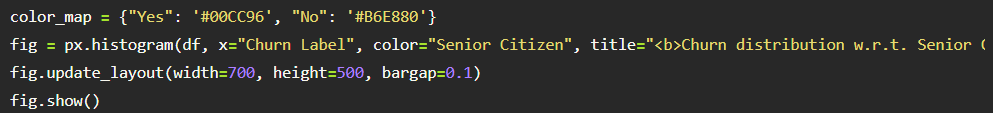 color_map = {"Yes": '#00CC96', "No": '#B6E880'}
fig = px.histogram(df, x="Churn Label", color="Senior Citizen", title="<b>Churn distribution w.r.t. Senior
fig.update_layout(width=700, height=500, bargap=0.1)
fig.show()